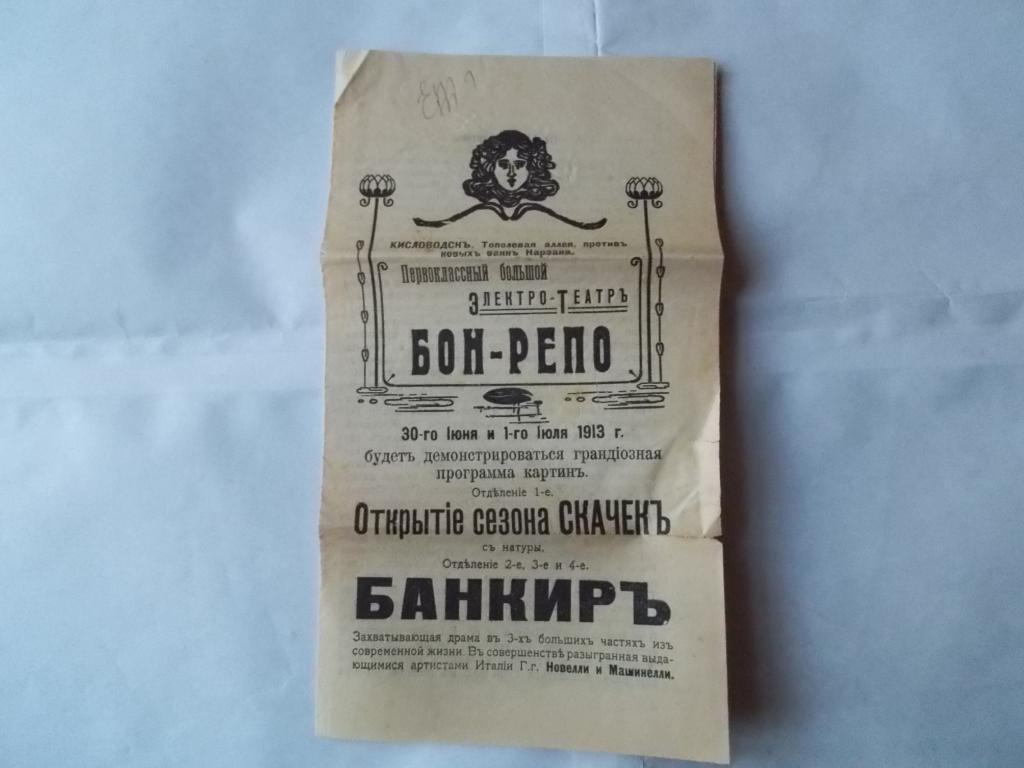 КИСЛОВОДСКЪ. Тополевая аллея, противъ
новыхъ ваннъ Нарзана.
Первоклассный большой
Электро-Театръ
БОН-РЕПО
30-го Іюня и 1-го Іюля 1913 г.
будетъ демонстрироваться грандіозная
программа картинъ.
Отдѣленіе 1-е.
Открытіе сезона СКАЧЕКЪ
съ натуры.
Отдѣленіе 2-е, 3-е и 4-е.
БАНКИРЪ
Захватывающая драма въ 3-хъ большихъ частяхъ изъ
современной жизни. Въ совершенствѣ разыгранная выда-
ющимися артистами Италіи Г.г. Новелли и Машинелли.